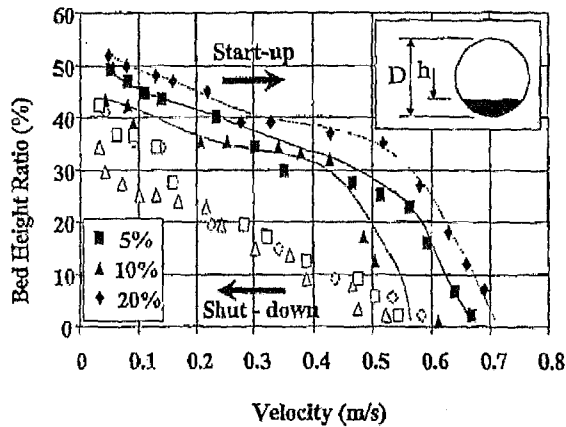 60
50
40
30
20
10
0
Bed Height Ratio (%)
Start-up
D
h
5%
10%
20%
Shut - down
0 0.1 0.2 0.3 0.4 0.5 0.6 0.7 0.8
Velocity (m/s)